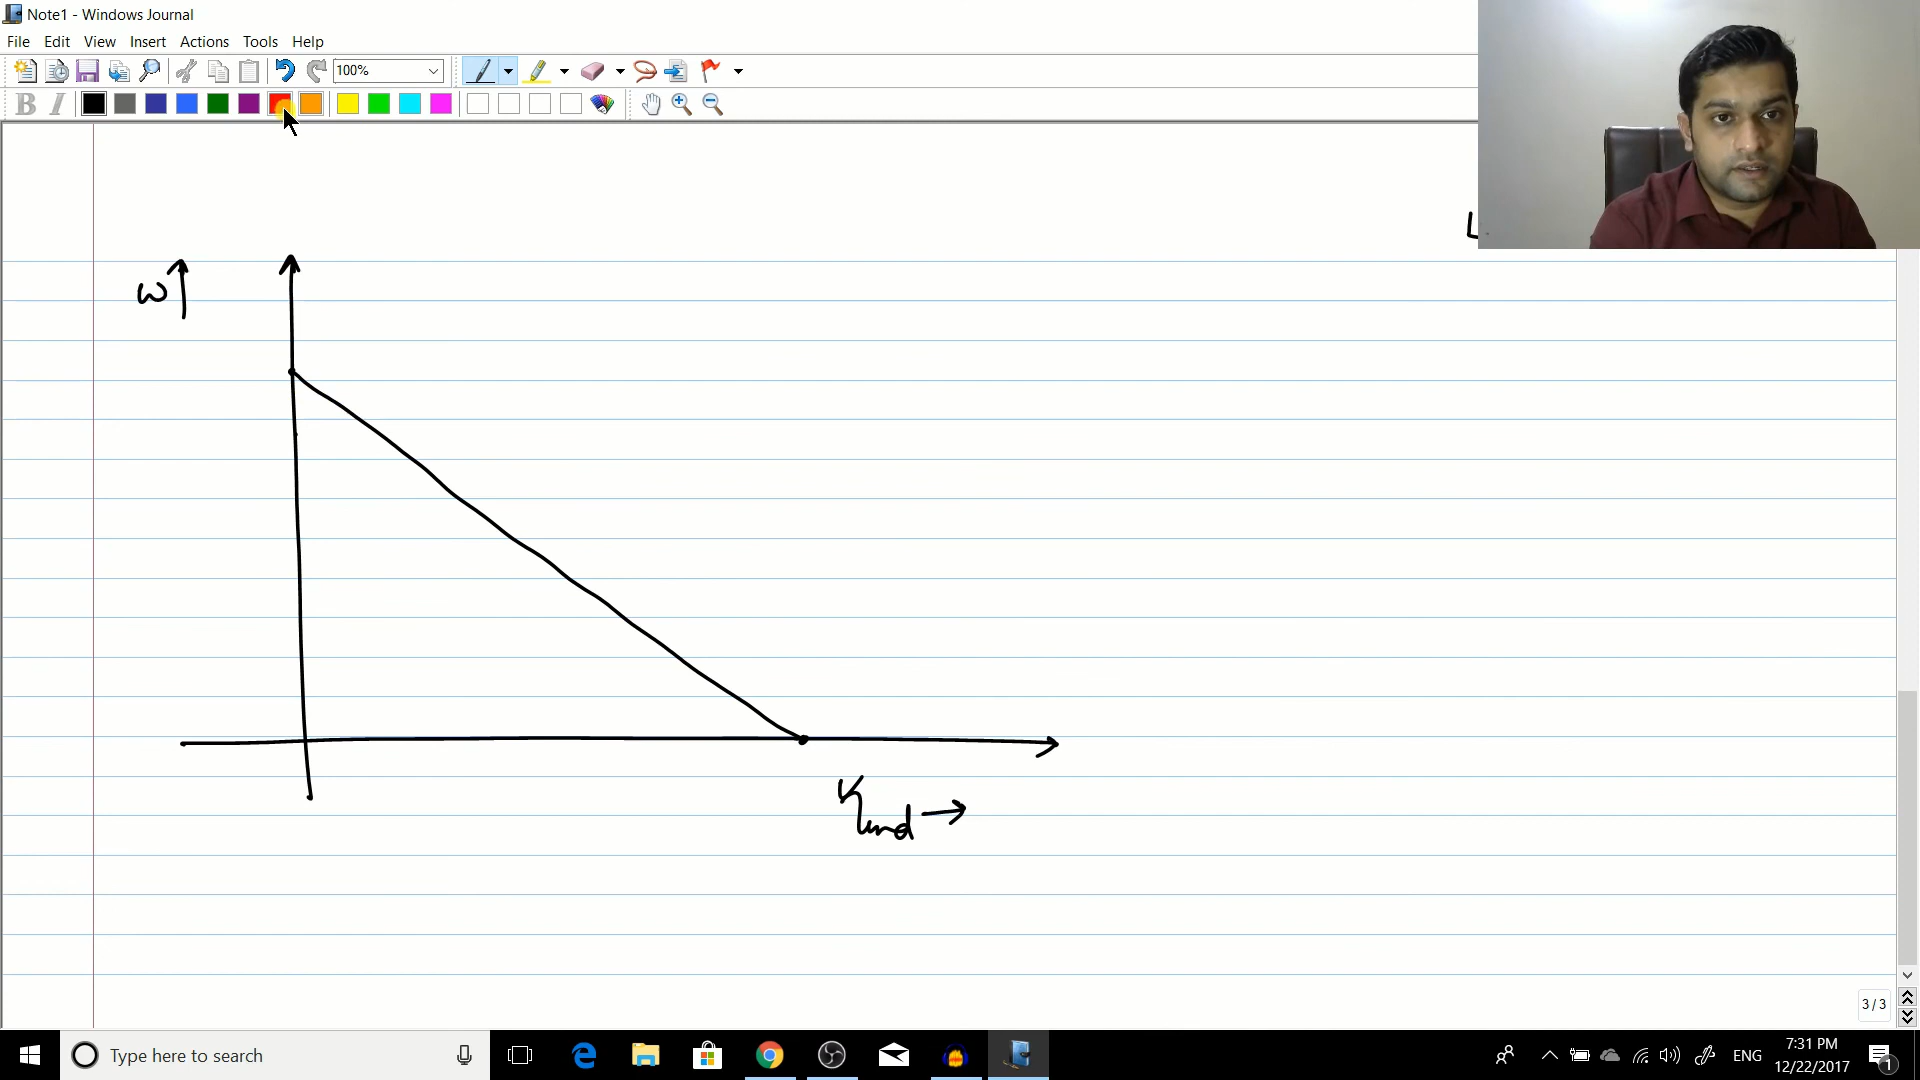 Note1 - Windows Journal
File Edit View Insert Actions Tools Help
100%
B I
ω↑
→
3 / 3
Type here to search
ENG
7:31 PM
12/22/2017
1